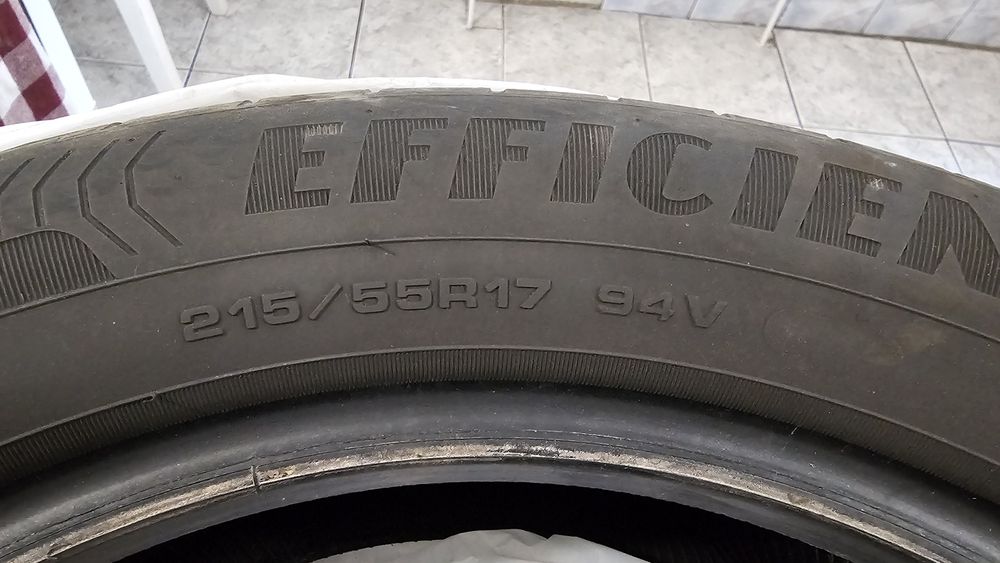 EFFICIEN
215/55R17 94V